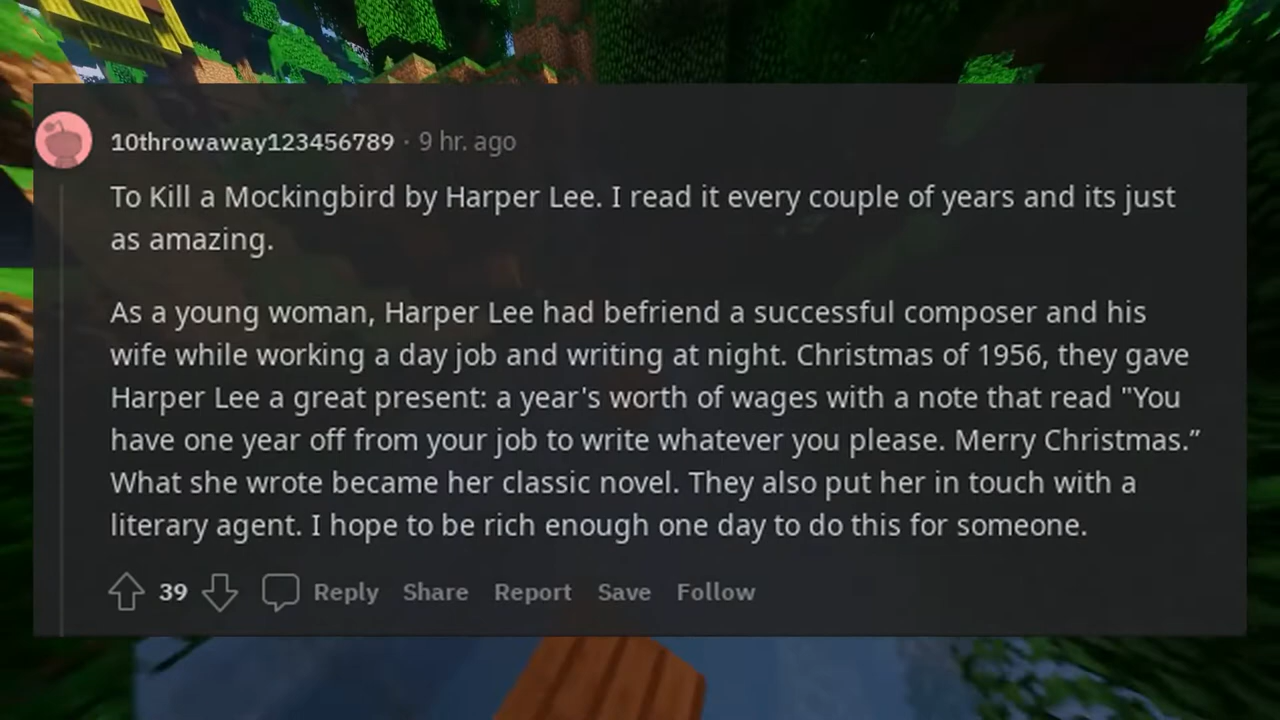 10throwaway123456789 · 9 hr. ago
To Kill a Mockingbird by Harper Lee. I read it every couple of years and its just
as amazing.
As a young woman, Harper Lee had befriend a successful composer and his
wife while working a day job and writing at night. Christmas of 1956, they gave
Harper Lee a great present: a year's worth of wages with a note that read "You
have one year off from your job to write whatever you please. Merry Christmas.”
What she wrote became her classic novel. They also put her in touch with a
literary agent. I hope to be rich enough one day to do this for someone.
39 Reply Share Report Save Follow